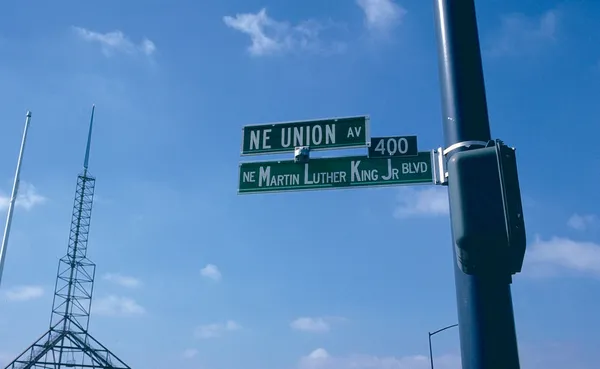 NE UNION AV
400
NE MARTIN LUTHER KING JR BLVD